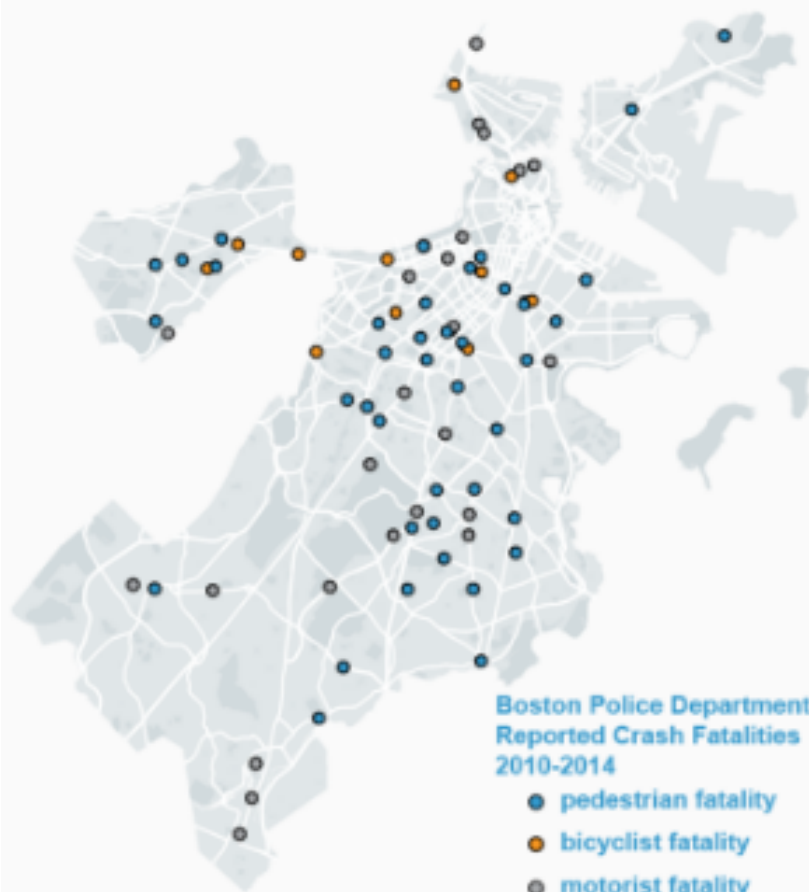 Boston Police Department
Reported Crash Fatalities
2010-2014
pedestrian fatality
bicyclist fatality
motorist fatality